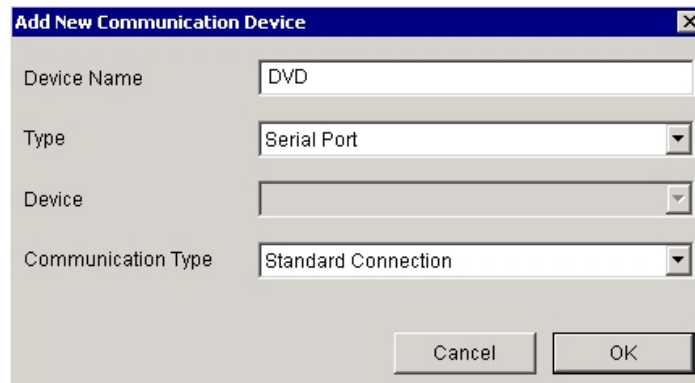 Add New Communication Device
Device Name DVD
Type Serial Port
Device
Communication Type Standard Connection
Cancel OK